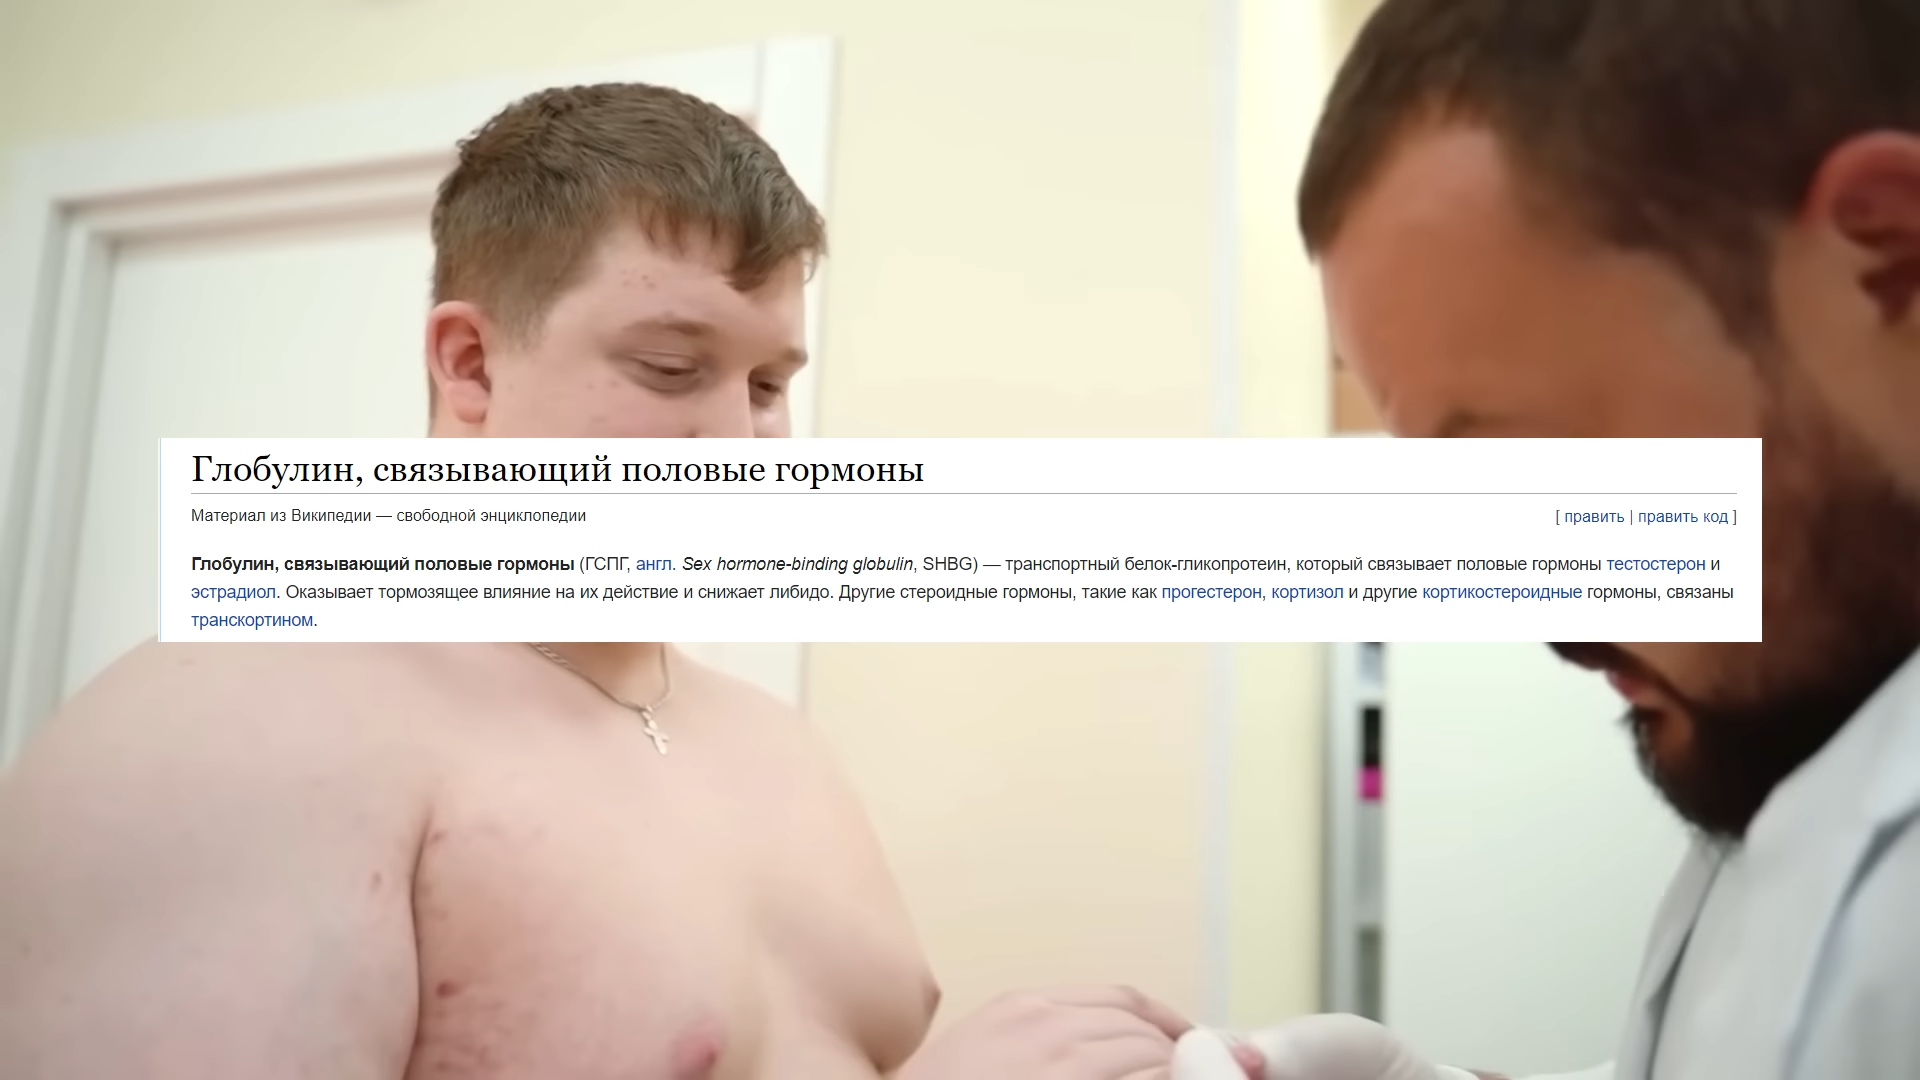 Глобулин, связывающий половые гормоны
Материал из Википедии — свободной энциклопедии
[ править | править код ]
Глобулин, связывающий половые гормоны (ГСПГ, англ. Sex hormone-binding globulin, SHBG) — транспортный белок-гликопротеин, который связывает половые гормоны тестостерон и
эстрадиол. Оказывает тормозящее влияние на их действие и снижает либидо. Другие стероидные гормоны, такие как прогестерон, кортизол и другие кортикостероидные гормоны, связаны
транскортином.